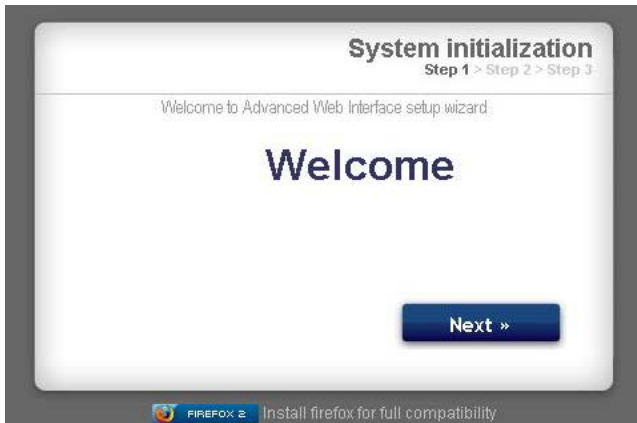 System initialization
Step 1 > Step 2 > Step 3
Welcome to Advanced Web Interface setup wizard
Welcome
Next »
FIREFOX 2 Install firefox for full compatibility